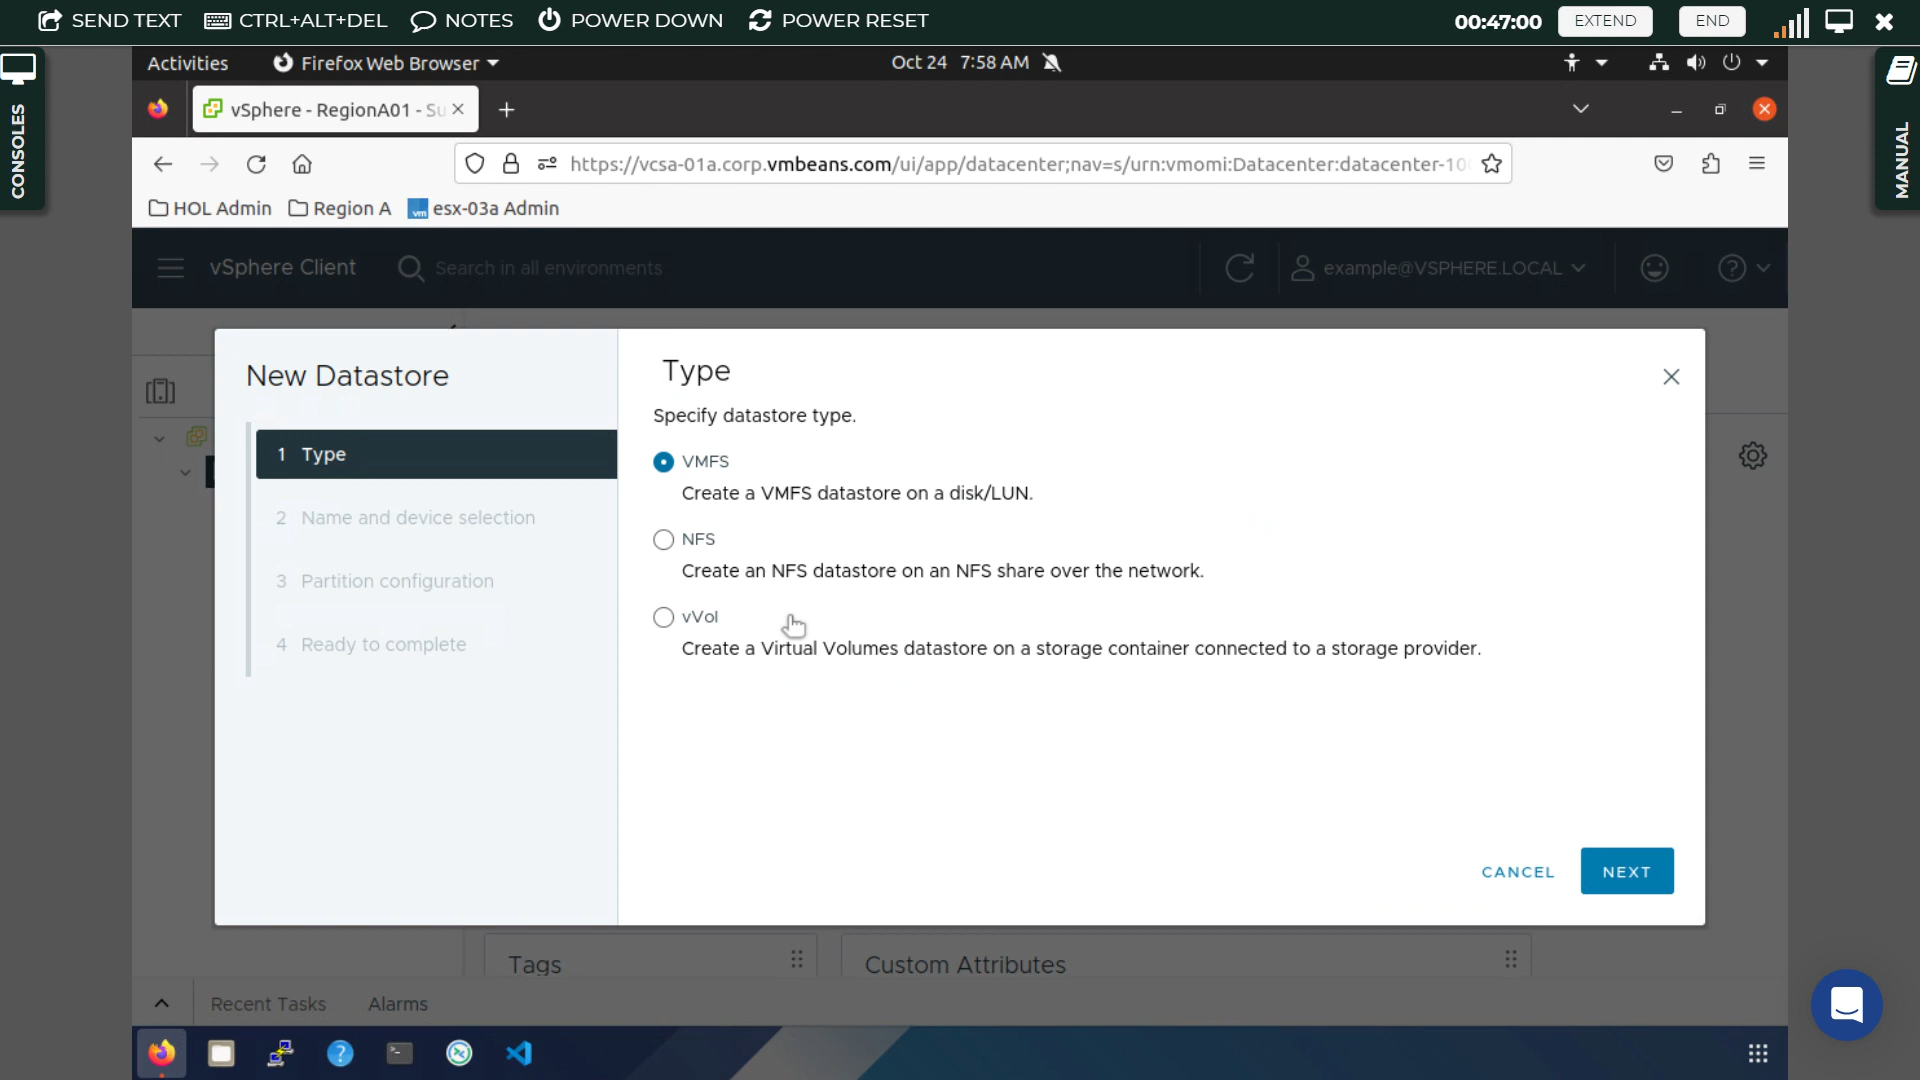 SEND TEXT CTRL+ALT+DEL NOTES POWER DOWN POWER RESET 00:47:00 EXTEND END
CONSOLES
MANUAL
Activities Firefox Web Browser Oct 24 7:58 AM
vSphere - RegionA01 - Su
https://vcsa-01a.corp.vmbeans.com/ui/app/datacenter;nav=s/urn:vmomi:Datacenter:datacenter-10
HOL Admin Region A vm esx-03a Admin
vSphere Client Search in all environments example@VSPHERE.LOCAL
New Datastore
1 Type
2 Name and device selection
3 Partition configuration
4 Ready to complete
Type
Specify datastore type.
VMFS
Create a VMFS datastore on a disk/LUN.
NFS
Create an NFS datastore on an NFS share over the network.
vVol
Create a Virtual Volumes datastore on a storage container connected to a storage provider.
CANCEL NEXT
Tags Custom Attributes
Recent Tasks Alarms